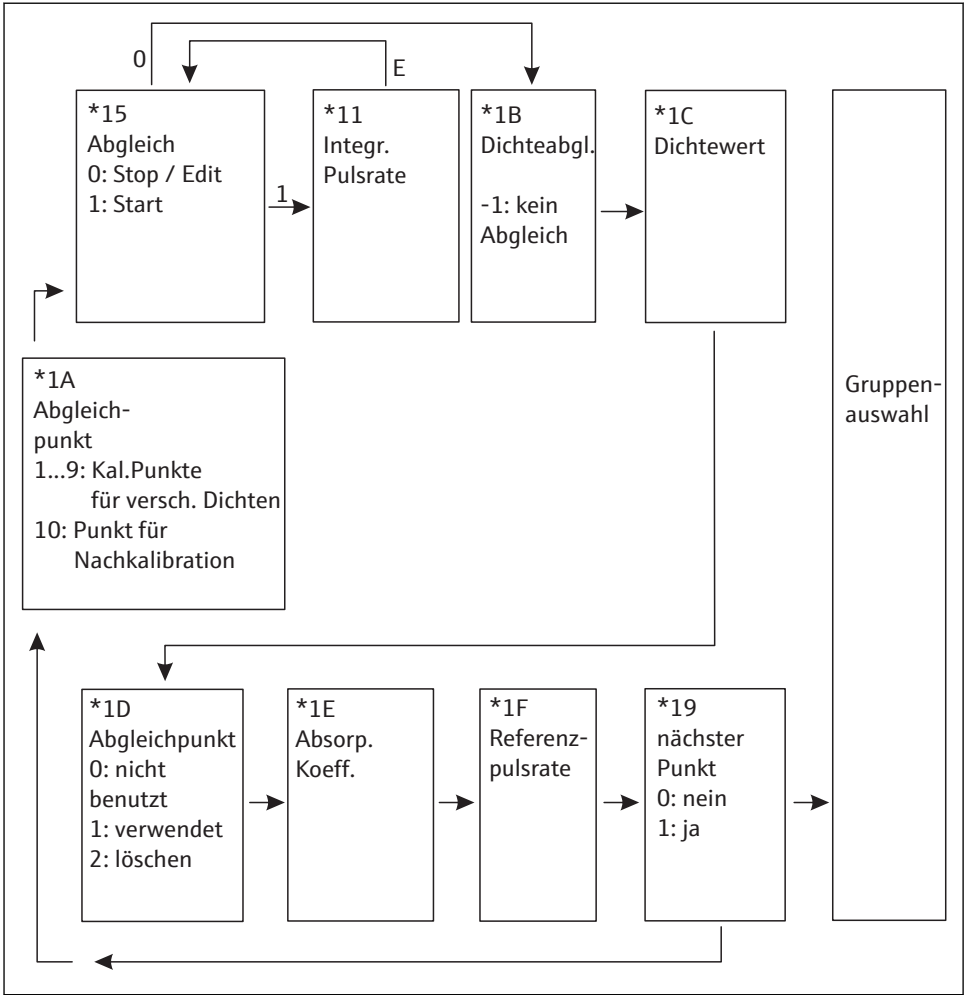 0
E
*15
Abgleich
0: Stop / Edit
1: Start
1
*11
Integr.
Pulsrate
*1B
Dichteabgl.
-1: kein
Abgleich
*1C
Dichtewert
*1A
Abgleich-
punkt
1...9: Kal.Punkte
für versch. Dichten
10: Punkt für
Nachkalibration
Gruppen-
auswahl
*1D
Abgleichpunkt
0: nicht
benutzt
1: verwendet
2: löschen
*1E
Absorp.
Koeff.
*1F
Referenz-
pulsrate
*19
nächster
Punkt
0: nein
1: ja